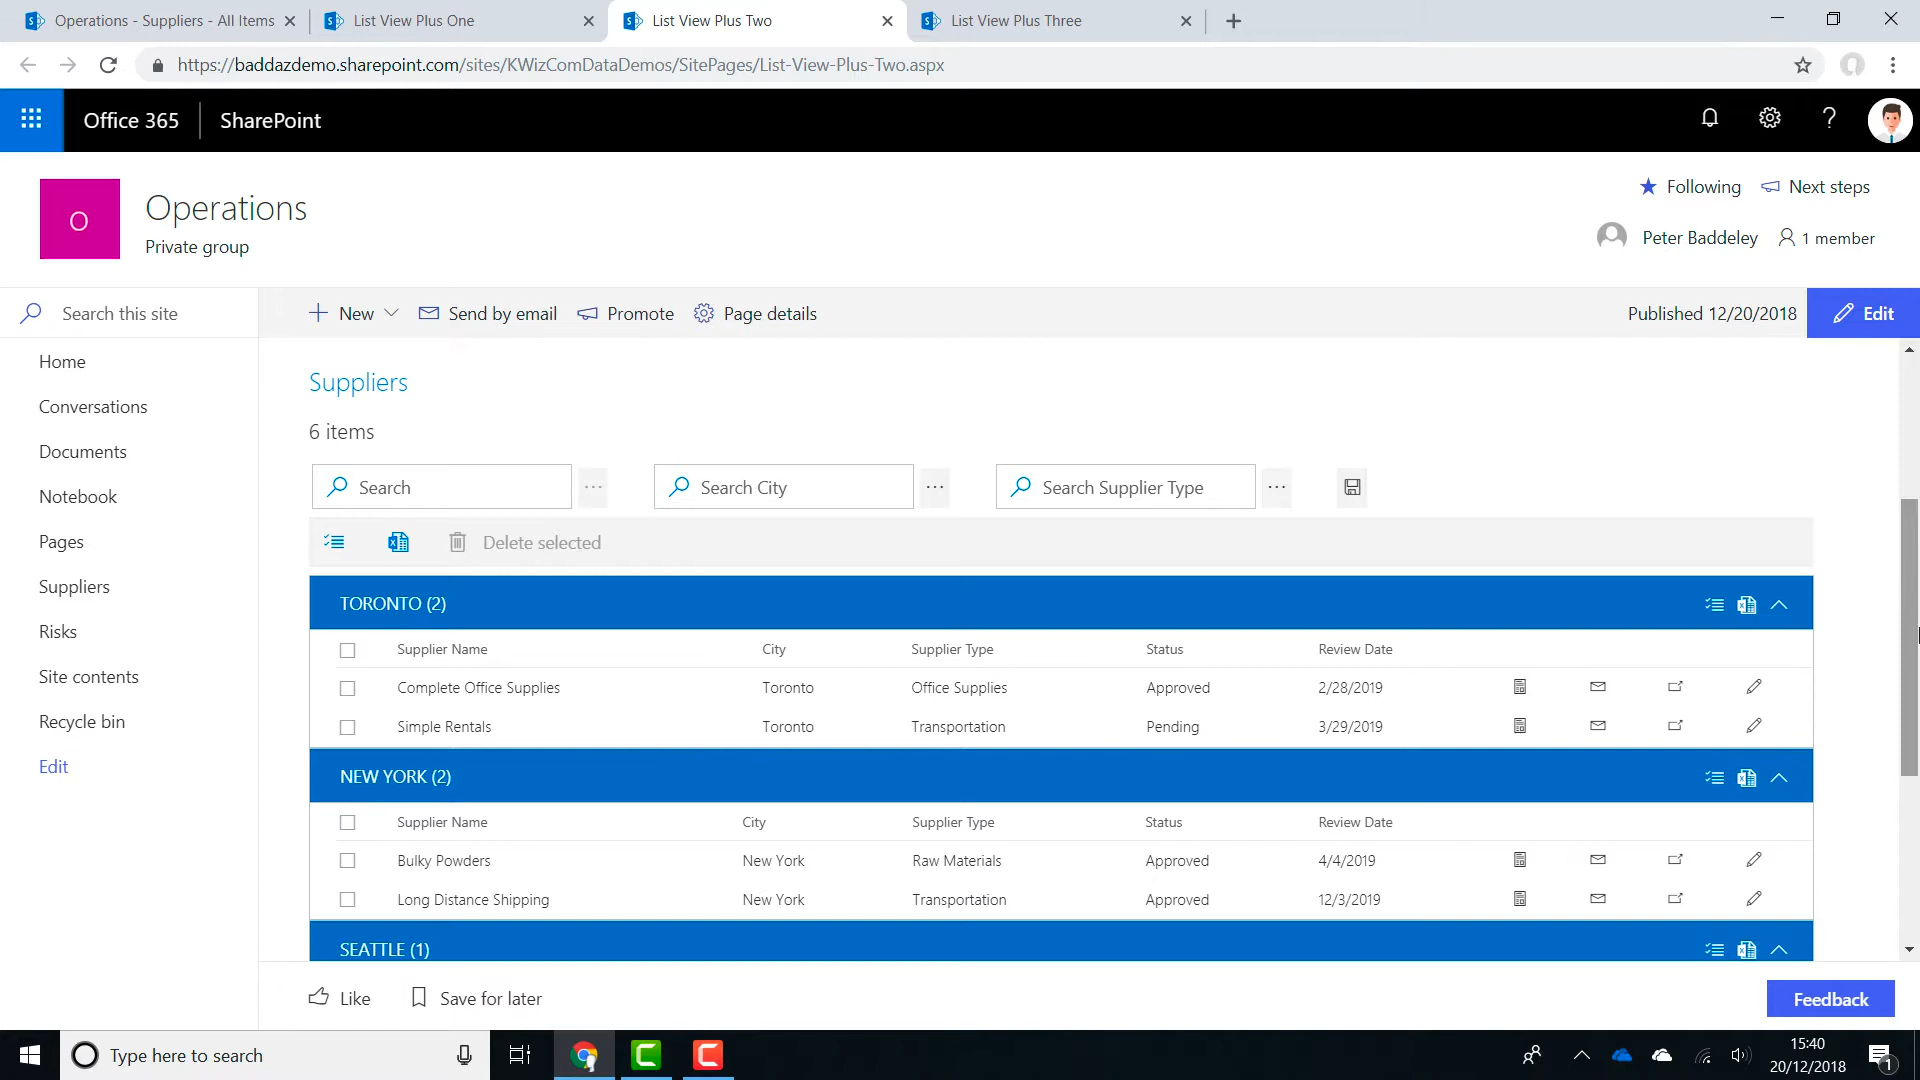 Operations - Suppliers - All Items
List View Plus One
List View Plus Two
List View Plus Three
https://baddazdemo.sharepoint.com/sites/KWizComDataDemos/SitePages/List-View-Plus-Two.aspx
Office 365 SharePoint
O
Operations
Private group
Following Next steps
Peter Baddeley 1 member
Search this site
New Send by email Promote Page details
Published 12/20/2018 Edit
Home
Conversations
Documents
Notebook
Pages
Suppliers
Risks
Site contents
Recycle bin
Edit
Suppliers
6 items
Search ... Search City ... Search Supplier Type ...
Delete selected
TORONTO (2)
Supplier Name City Supplier Type Status Review Date
Complete Office Supplies Toronto Office Supplies Approved 2/28/2019
Simple Rentals Toronto Transportation Pending 3/29/2019
NEW YORK (2)
Supplier Name City Supplier Type Status Review Date
Bulky Powders New York Raw Materials Approved 4/4/2019
Long Distance Shipping New York Transportation Approved 12/3/2019
SEATTLE (1)
Like Save for later
Feedback
Type here to search
15:40
20/12/2018
1